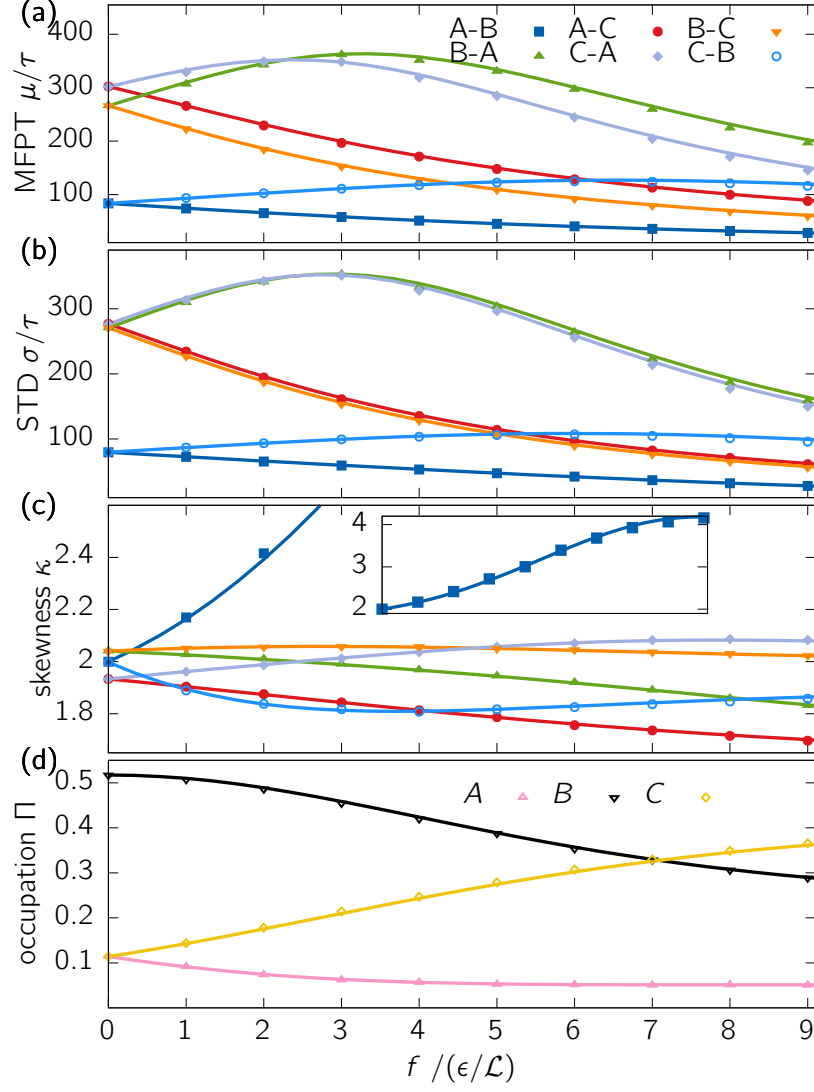 (a)
A-B A-C B-C
B-A C-A C-B
400
300
200
100
MFPT μ/τ
(b)
300
200
100
STD σ/τ
(c)
2.4
2.2
2
1.8
skewness κ
4
3
2
(d)
A B C
0.5
0.4
0.3
0.2
0.1
occupation Π
0 1 2 3 4 5 6 7 8 9
f /(ϵ/ℒ)